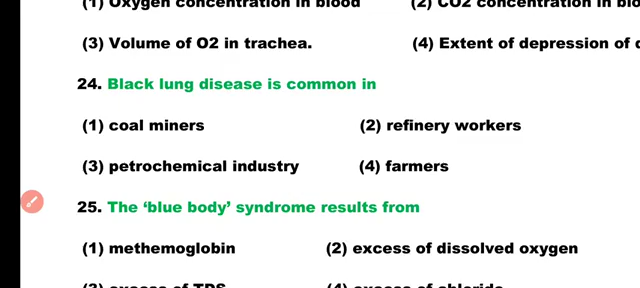 (1) Oxygen concentration in blood (2) CO2 concentration in blo
(3) Volume of O2 in trachea. (4) Extent of depression of
24. Black lung disease is common in
(1) coal miners (2) refinery workers
(3) petrochemical industry (4) farmers
25. The ‘blue body’ syndrome results from
(1) methemoglobin (2) excess of dissolved oxygen
(3) excess of TDS (4) excess of chloride